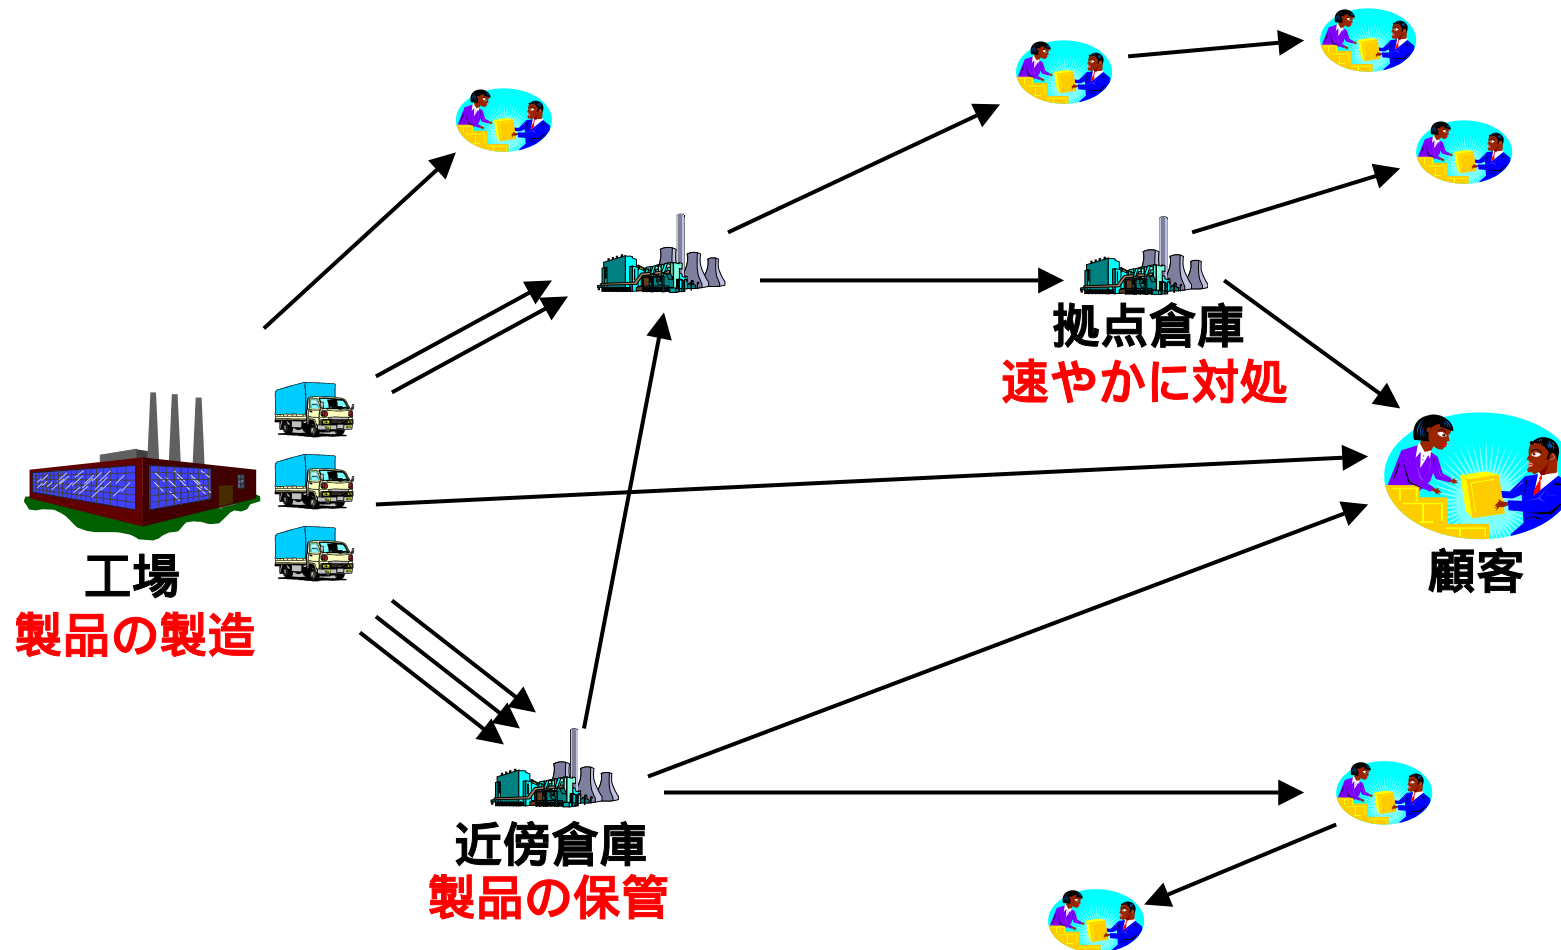 拠点倉庫
速やかに対処
工場
製品の製造
顧客
近傍倉庫
製品の保管